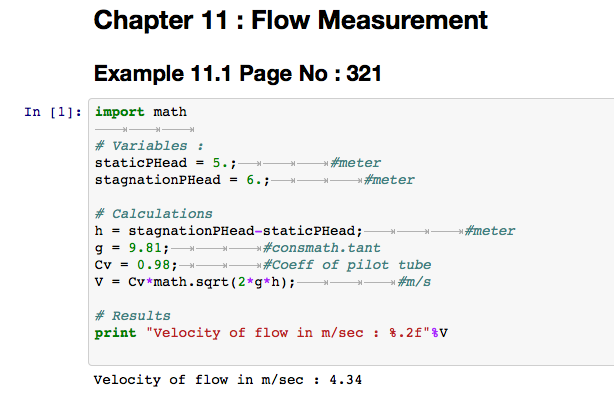 Chapter 11 : Flow Measurement
Example 11.1 Page No : 321
In [1]: import math
# Variables :
staticPHead = 5.; #meter
stagnationPHead = 6.; #meter
# Calculations
h = stagnationPHead-staticPHead; #meter
g = 9.81; #consmath.tant
Cv = 0.98; #Coeff of pilot tube
V = Cv*math.sqrt(2*g*h); #m/s
# Results
print "Velocity of flow in m/sec : %.2f"%V
Velocity of flow in m/sec : 4.34